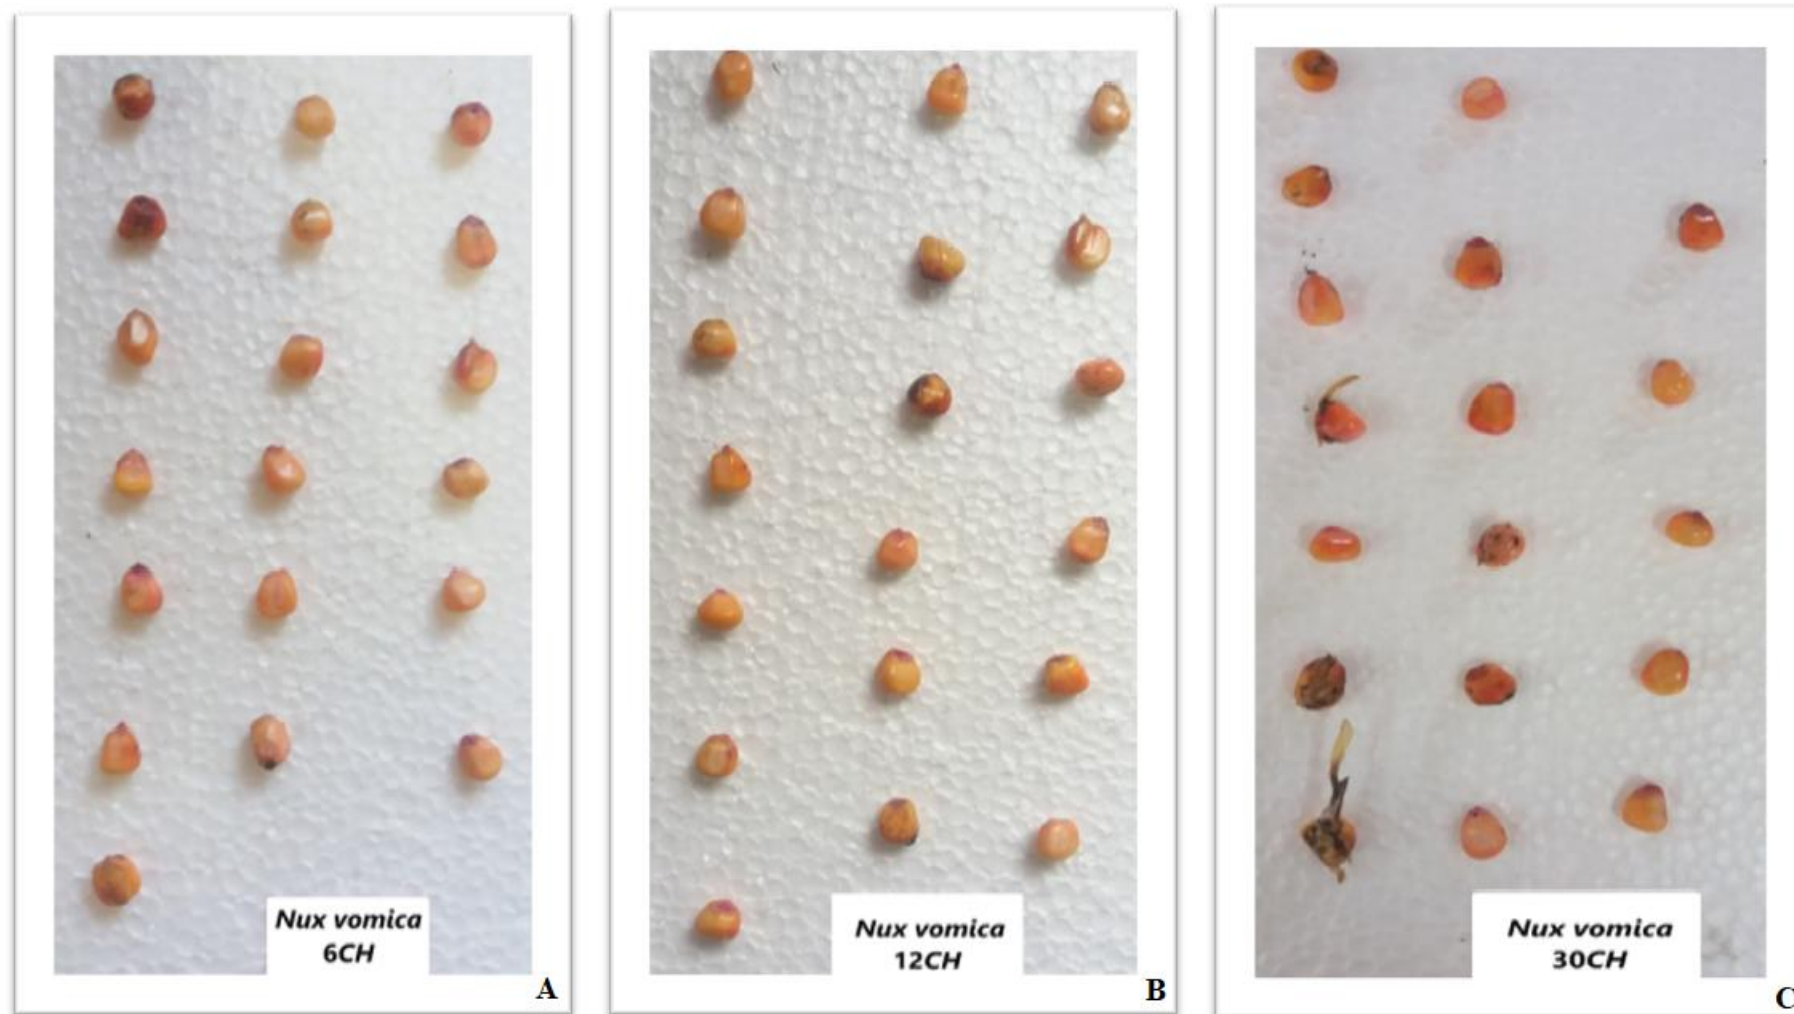 Nux vomica
6CH
A
Nux vomica
12CH
B
Nux vomica
30CH
C